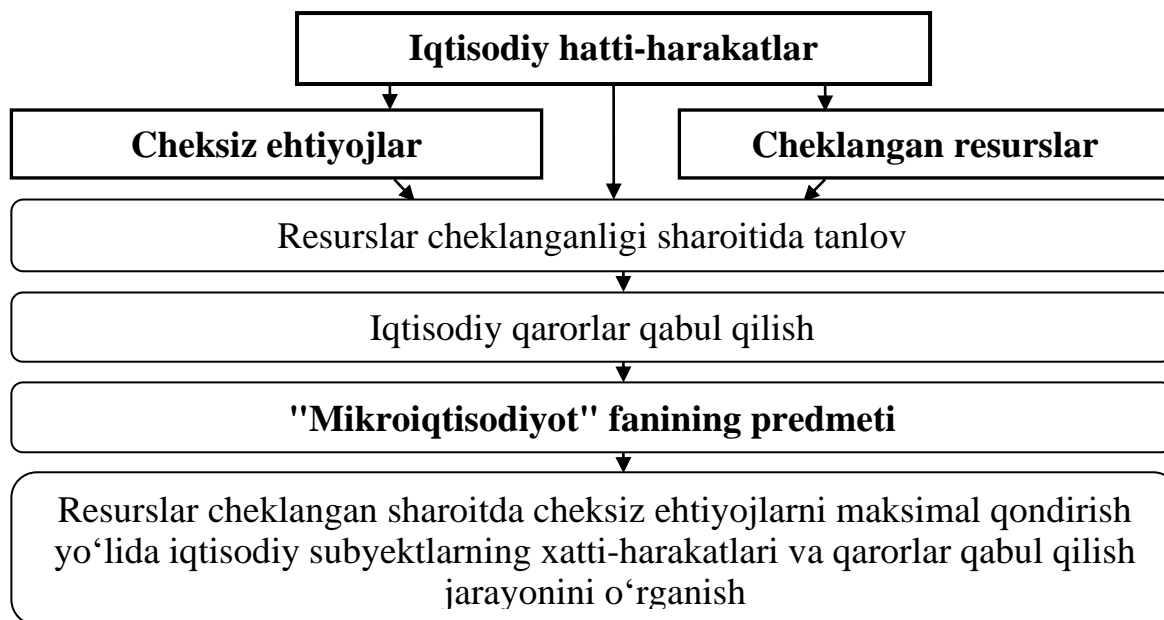 Iqtisodiy hatti-harakatlar
Cheksiz ehtiyojlar
Cheklangan resurslar
Resurslar cheklanganligi sharoitida tanlov
Iqtisodiy qarorlar qabul qilish
"Mikroiqtisodiyot" fanining predmeti
Resurslar cheklangan sharoitda cheksiz ehtiyojlarni maksimal qondirish
yo‘lida iqtisodiy subyektlarning xatti-harakatlari va qarorlar qabul qilish
jarayonini o‘rganish